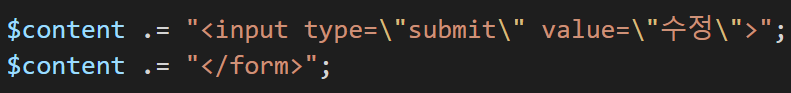 $content .= "<input type=\"submit\" value=\"수정\">";
$content .= "</form>";